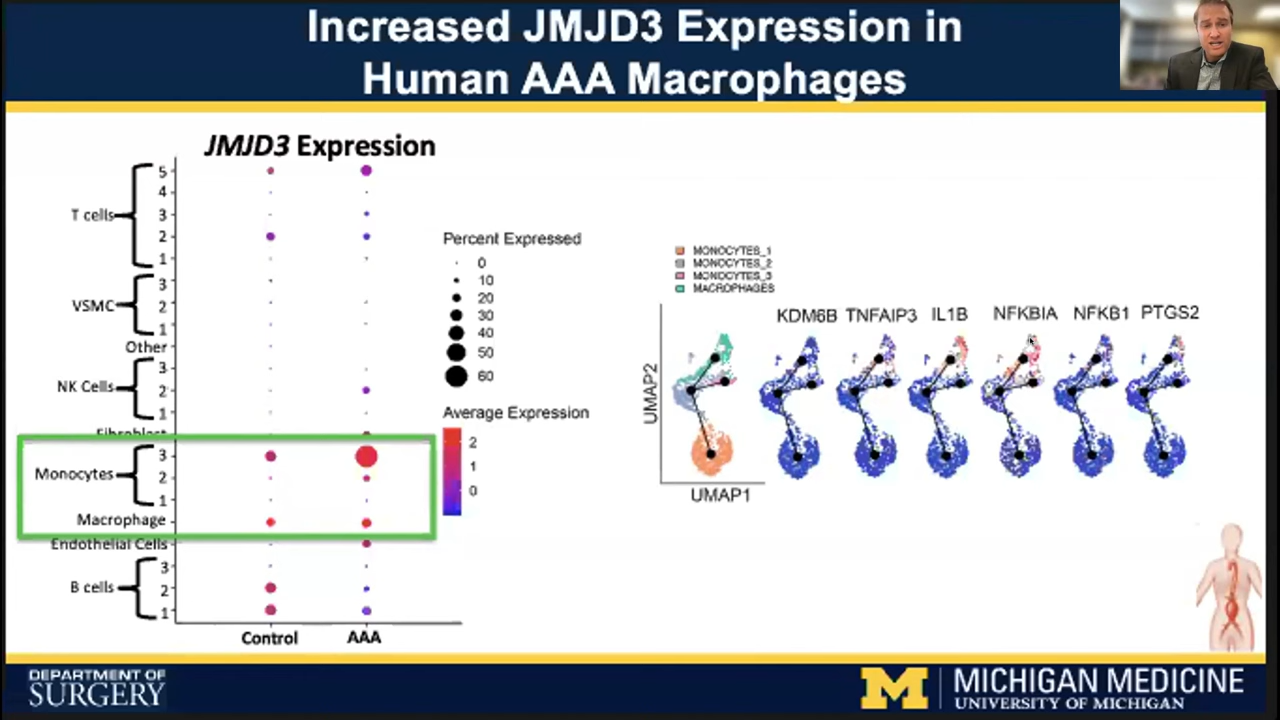 Increased JMJD3 Expression in
Human AAA Macrophages
JMJD3 Expression
T cells
5
4
3
2
1
VSMC
3
2
1
Other
NK Cells
3
2
1
Fibroblast
Monocytes
3
2
1
Macrophage
Endothelial Cells
B cells
3
2
1
Control AAA
Percent Expressed
0
10
20
30
40
50
60
Average Expression
2
1
0
MONOCYTES_1
MONOCYTES_2
MONOCYTES_3
MACROPHAGES
KDM6B TNFAIP3 IL1B NFKBIA NFKB1 PTGS2
UMAP2
UMAP1
DEPARTMENT OF
SURGERY
M
MICHIGAN MEDICINE
UNIVERSITY OF MICHIGAN